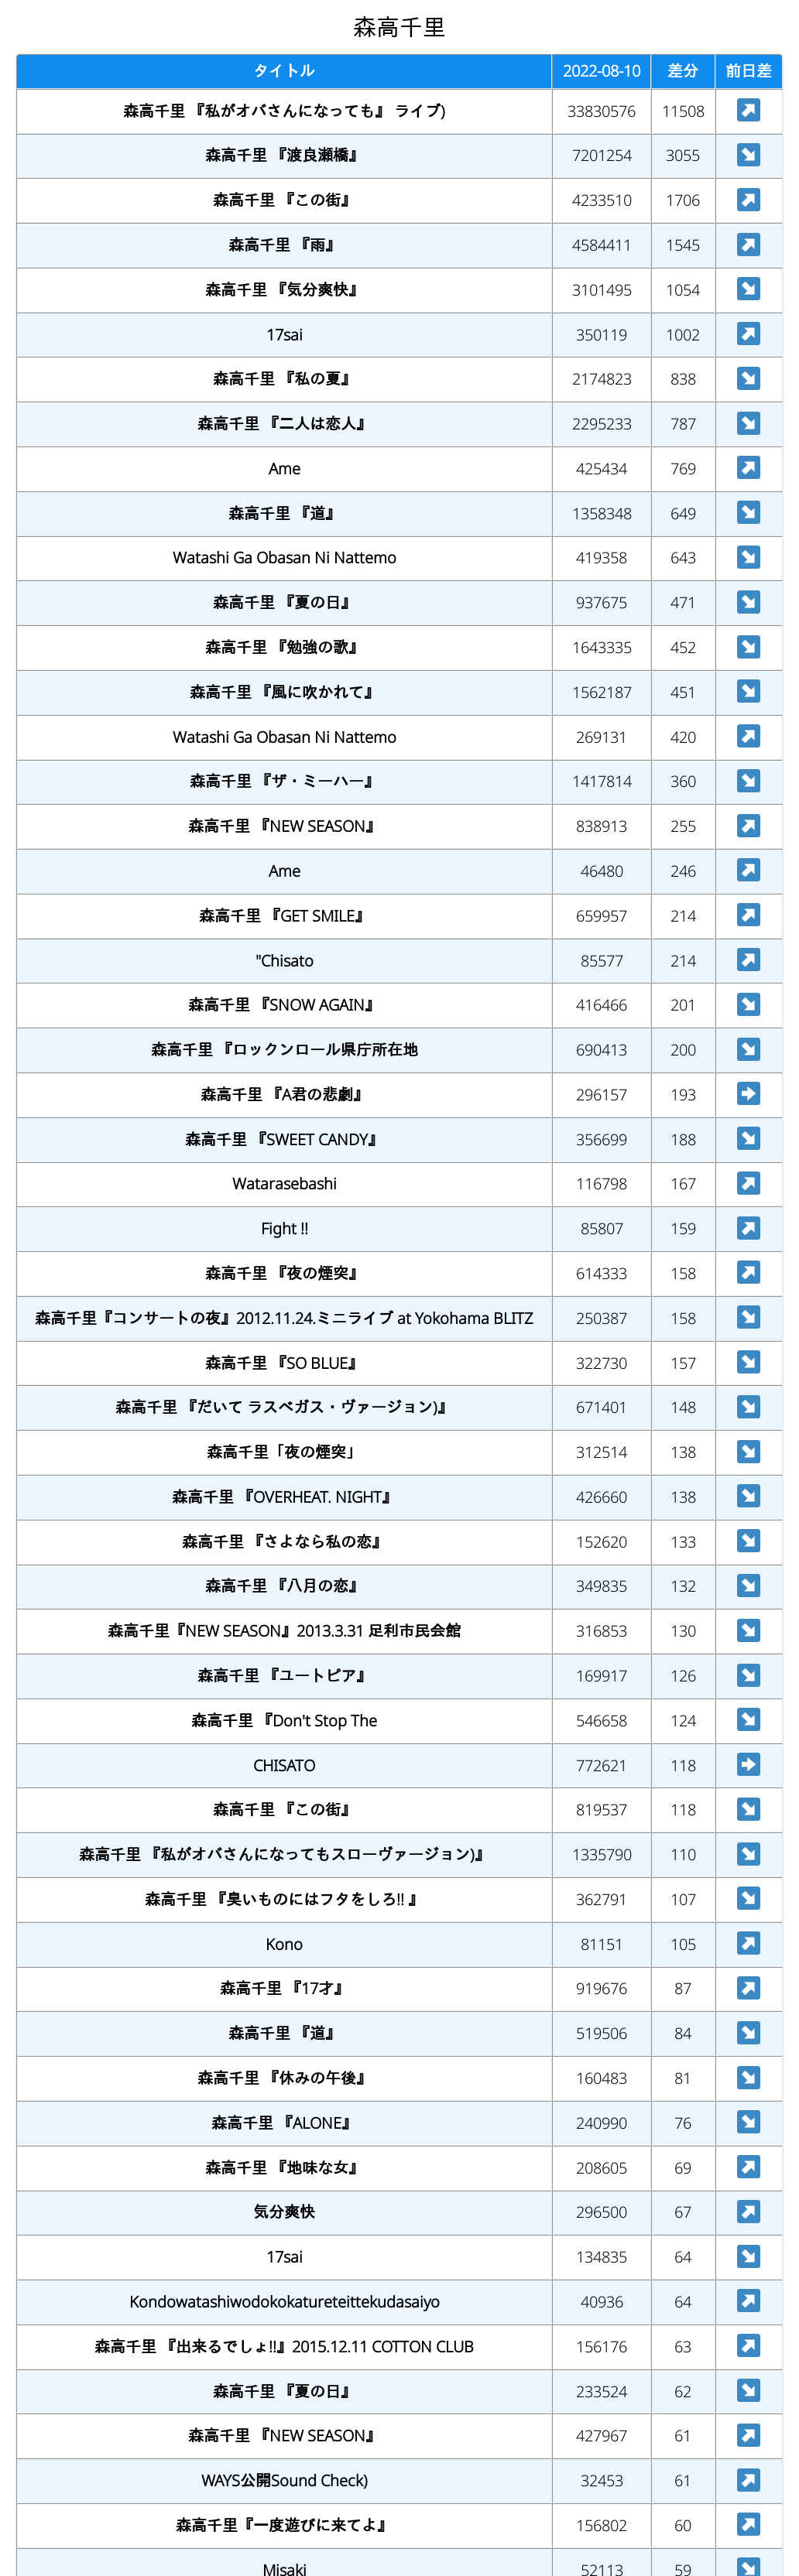 森高千里
タイトル 2022-08-10 差分 前日差
森高千里 『私がオバさんになっても』 ライブ) 33830576 11508
森高千里 『渡良瀬橋』 7201254 3055
森高千里 『この街』 4233510 1706
森高千里 『雨』 4584411 1545
森高千里 『気分爽快』 3101495 1054
17sai 350119 1002
森高千里 『私の夏』 2174823 838
森高千里 『二人は恋人』 2295233 787
Ame 425434 769
森高千里 『道』 1358348 649
Watashi Ga Obasan Ni Nattemo 419358 643
森高千里 『夏の日』 937675 471
森高千里 『勉強の歌』 1643335 452
森高千里 『風に吹かれて』 1562187 451
Watashi Ga Obasan Ni Nattemo 269131 420
森高千里 『ザ・ミーハー』 1417814 360
森高千里 『NEW SEASON』 838913 255
Ame 46480 246
森高千里 『GET SMILE』 659957 214
"Chisato 85577 214
森高千里 『SNOW AGAIN』 416466 201
森高千里 『ロックンロール県庁所在地 690413 200
森高千里 『A君の悲劇』 296157 193
森高千里 『SWEET CANDY』 356699 188
Watarasebashi 116798 167
Fight !! 85807 159
森高千里 『夜の煙突』 614333 158
森高千里『コンサートの夜』2012.11.24.ミニライブ at Yokohama BLITZ 250387 158
森高千里 『SO BLUE』 322730 157
森高千里 『だいて ラスベガス・ヴァージョン)』 671401 148
森高千里「夜の煙突」 312514 138
森高千里 『OVERHEAT. NIGHT』 426660 138
森高千里 『さよなら私の恋』 152620 133
森高千里 『八月の恋』 349835 132
森高千里『NEW SEASON』2013.3.31 足利市民会館 316853 130
森高千里 『ユートピア』 169917 126
森高千里 『Don't Stop The 546658 124
CHISATO 772621 118
森高千里 『この街』 819537 118
森高千里 『私がオバさんになってもスローヴァージョン)』 1335790 110
森高千里 『臭いものにはフタをしろ!! 』 362791 107
Kono 81151 105
森高千里 『17才』 919676 87
森高千里 『道』 519506 84
森高千里 『休みの午後』 160483 81
森高千里 『ALONE』 240990 76
森高千里 『地味な女』 208605 69
気分爽快 296500 67
17sai 134835 64
Kondowatashiwodokokatureteittekudasaiyo 40936 64
森高千里 『出来るでしょ!!』2015.12.11 COTTON CLUB 156176 63
森高千里 『夏の日』 233524 62
森高千里 『NEW SEASON』 427967 61
WAYS公開Sound Check) 32453 61
森高千里『一度遊びに来てよ』 156802 60
Misaki 52113 59